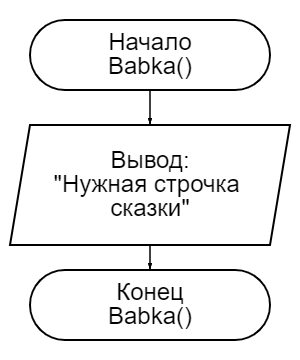 Начало
Babka()
Вывод:
"Нужная строчка
сказки"
Конец
Babka()